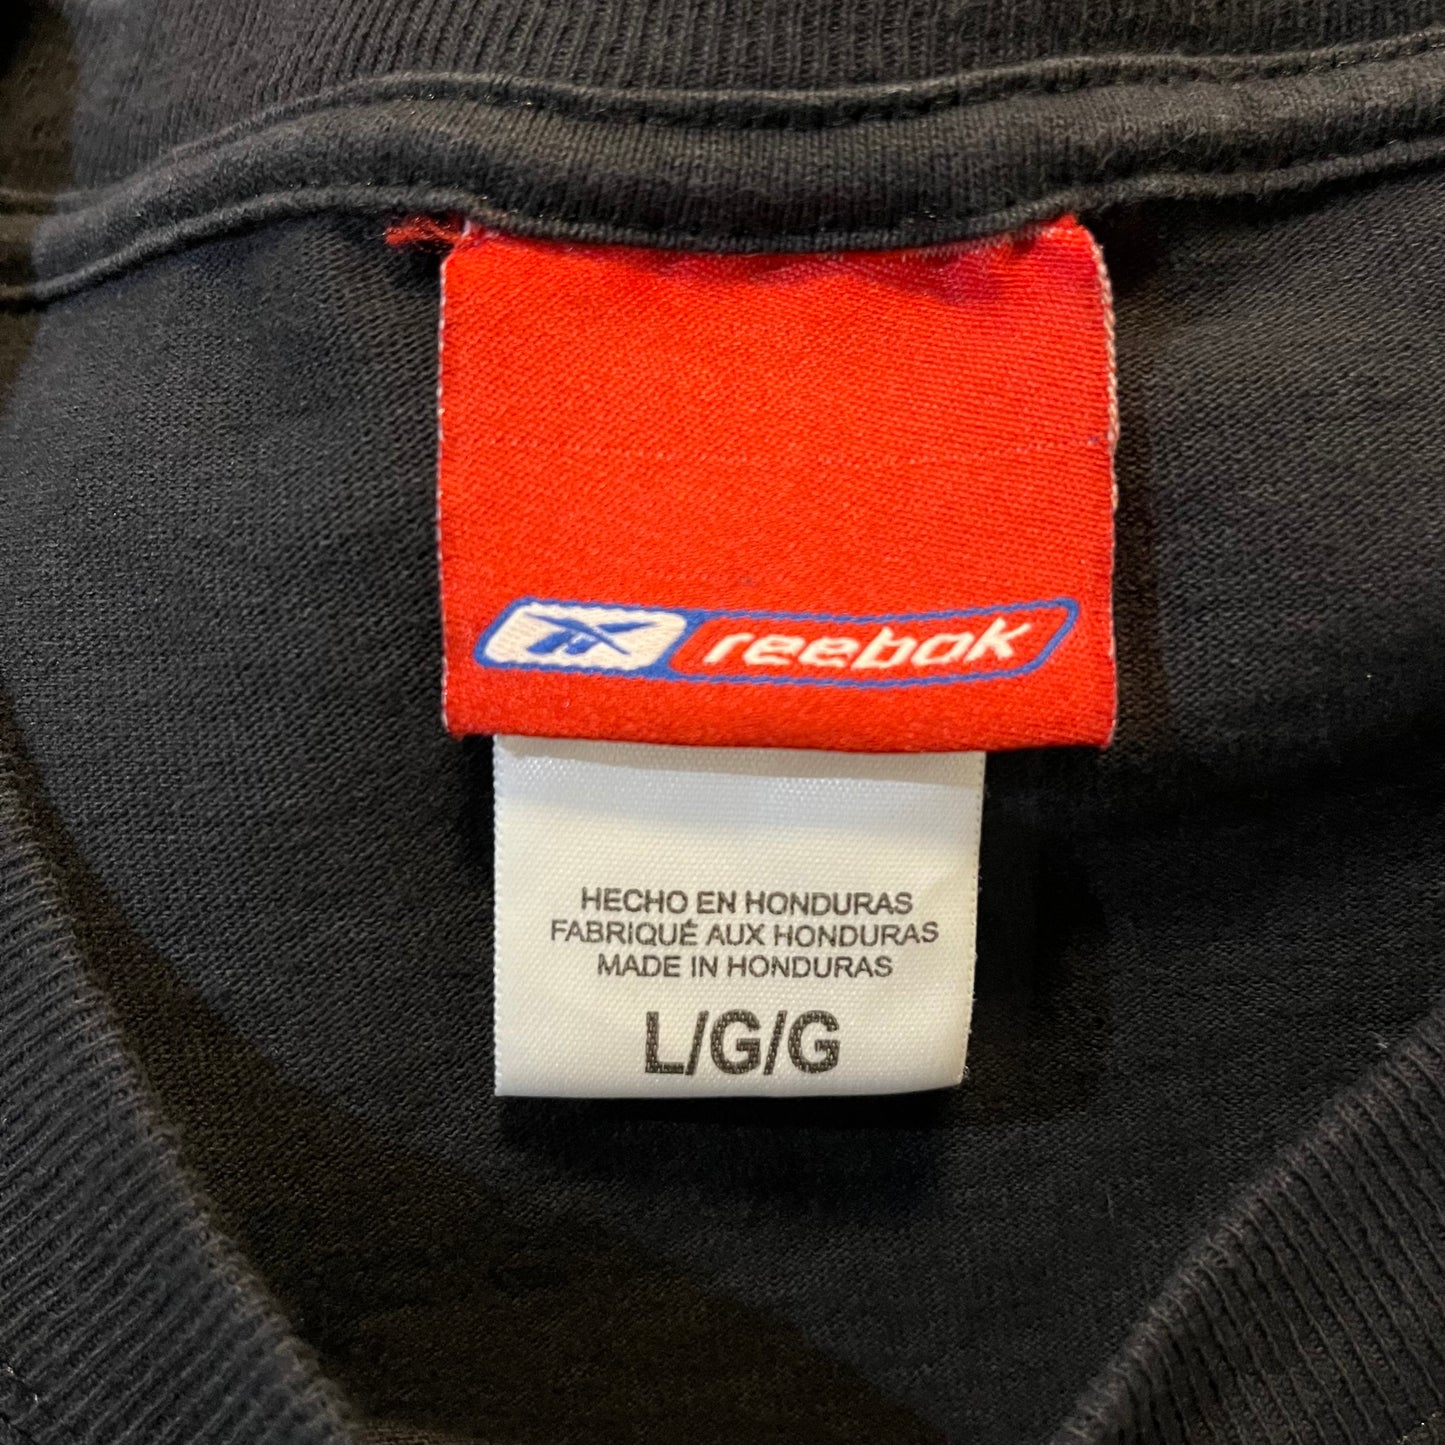 reebok
HECHO EN HONDURAS
FABRIQUÉ AUX HONDURAS
MADE IN HONDURAS
L/G/G